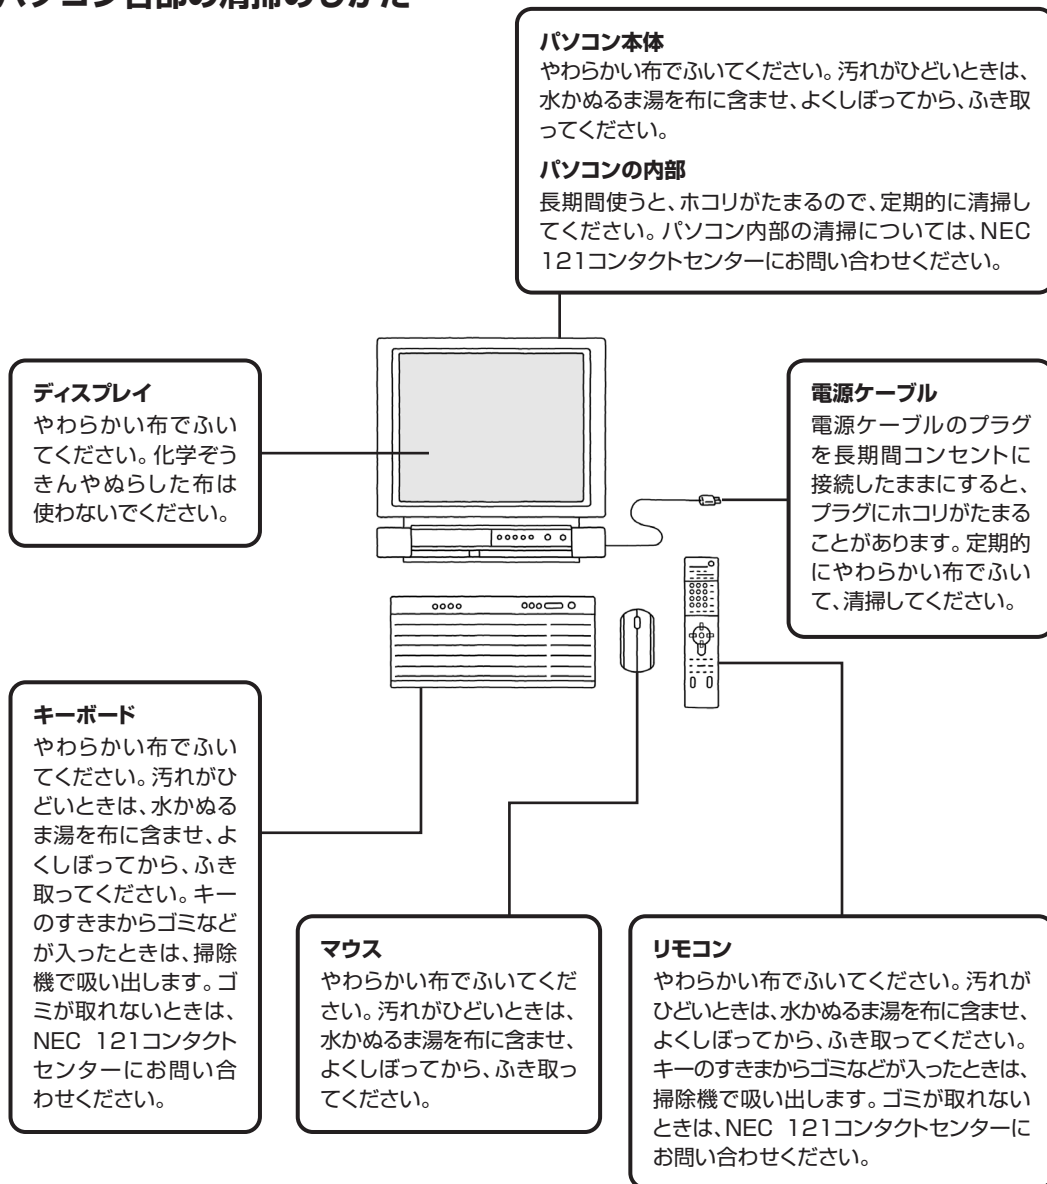 パソコン各部の清掃のしかた
パソコン本体
やわらかい布でふいてください。汚れがひどいときは、
水かぬるま湯を布に含ませ、よくしぼってから、ふき取
ってください。
パソコンの内部
長期間使うと、ホコリがたまるので、定期的に清掃し
てください。パソコン内部の清掃については、NEC
121コンタクトセンターにお問い合わせください。
ディスプレイ
やわらかい布でふい
てください。化学ぞう
きんやぬらした布は
使わないでください。
電源ケーブル
電源ケーブルのプラグ
を長期間コンセントに
接続したままにすると、
プラグにホコリがたまる
ことがあります。定期的
にやわらかい布でふい
て、清掃してください。
キーボード
やわらかい布でふい
てください。汚れがひ
どいときは、水かぬる
ま湯を布に含ませ、よ
くしぼってから、ふき
取ってください。キー
のすきまからゴミなど
が入ったときは、掃除
機で吸い出します。ゴ
ミが取れないときは、
NEC 121コンタクト
センターにお問い合
わせください。
マウス
やわらかい布でふいてくだ
さい。汚れがひどいときは、
水かぬるま湯を布に含ませ、
よくしぼってから、ふき取っ
てください。
リモコン
やわらかい布でふいてください。汚れが
ひどいときは、水かぬるま湯を布に含ませ、
よくしぼってから、ふき取ってください。
キーのすきまからゴミなどが入ったときは、
掃除機で吸い出します。ゴミが取れない
ときは、NEC 121コンタクトセンターに
お問い合わせください。